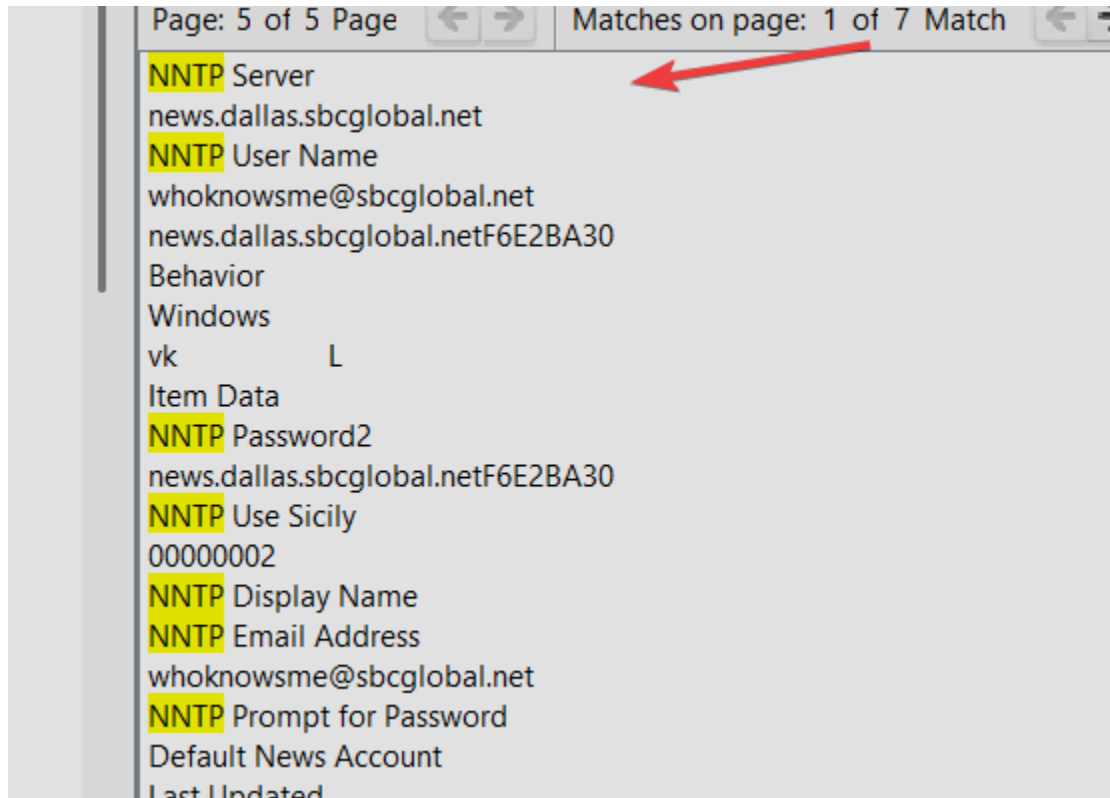 Page: 5 of 5 Page Matches on page: 1 of 7 Match
NNTP Server
news.dallas.sbcglobal.net
NNTP User Name
whoknowsme@sbcglobal.net
news.dallas.sbcglobal.netF6E2BA30
Behavior
Windows
vk L
Item Data
NNTP Password2
news.dallas.sbcglobal.netF6E2BA30
NNTP Use Sicily
00000002
NNTP Display Name
NNTP Email Address
whoknowsme@sbcglobal.net
NNTP Prompt for Password
Default News Account
Last Updated